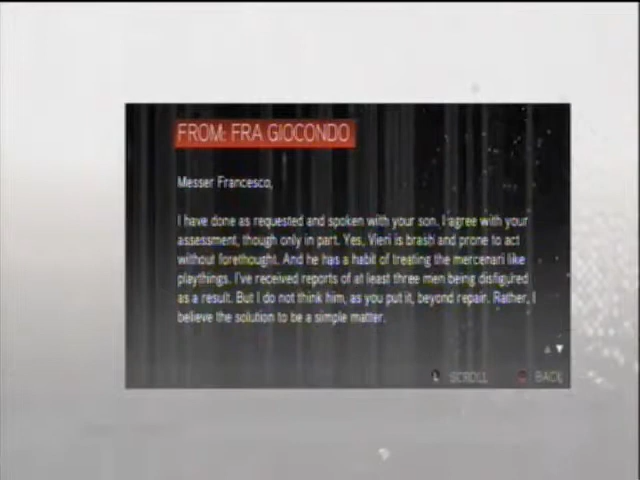 FROM: FRA GIOCONDO
Messer Francesco,
I have done as requested and spoken with your son. I agree with your
assessment, though only in part. Yes, Vieri is brash and prone to act
without forethought. And he has a habit of treating the mercenari like
playthings. I've received reports of at least three men being disfigured
as a result. But I do not think him, as you put it, beyond repair. Rather, I
believe the solution to be a simple matter.
L SCROLL BACK